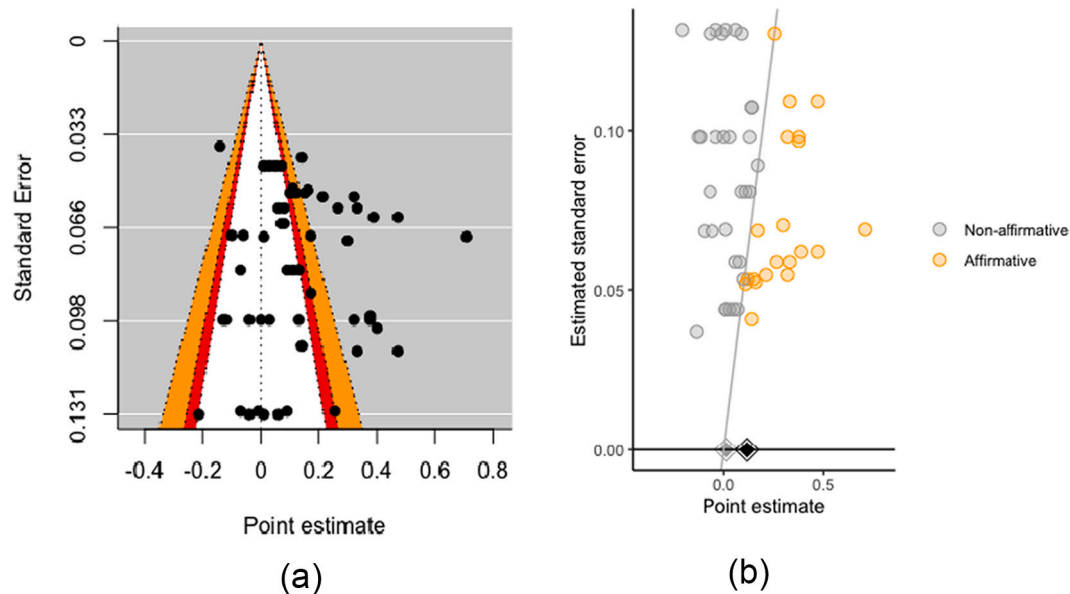 0
0.033
0.066
0.098
0.131
Standard Error
-0.4
-0.2
0
0.2
0.4
0.6
0.8
Point estimate
(a)
0.10
0.05
0.00
Estimated standard error
0.0
0.5
Point estimate
Non-affirmative
Affirmative
(b)